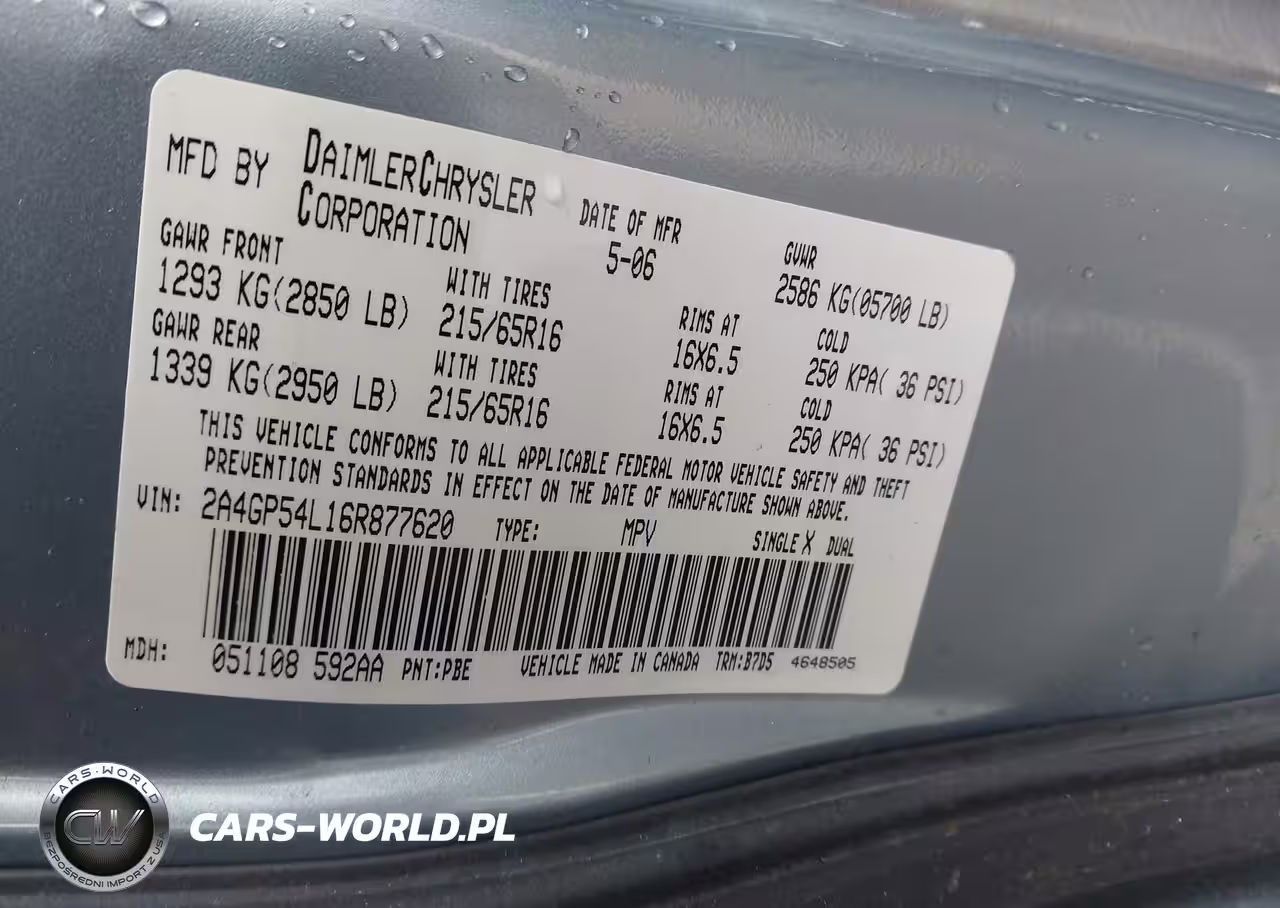 MFD BY DAIMLERCHRYSLER CORPORATION
DATE OF MFR 5-06
GVWR 2586 KG(05700 LB)
GAWR FRONT WITH TIRES RIMS AT COLD
1293 KG(2850 LB) 215/65R16 16X6.5 250 KPA( 36 PSI)
GAWR REAR WITH TIRES RIMS AT COLD
1339 KG(2950 LB) 215/65R16 16X6.5 250 KPA( 36 PSI)
THIS VEHICLE CONFORMS TO ALL APPLICABLE FEDERAL MOTOR VEHICLE SAFETY AND THEFT
PREVENTION STANDARDS IN EFFECT ON THE DATE OF MANUFACTURE SHOWN ABOVE.
VIN: 2A4GP54L16R877620 TYPE: MPV SINGLE X DUAL
MDH: 051108 592AA PNT:PBE VEHICLE MADE IN CANADA TRM:B7D5 4648505
CARS-WORLD
CW
BEZPOŚREDNI IMPORT Z USA
CARS-WORLD.PL